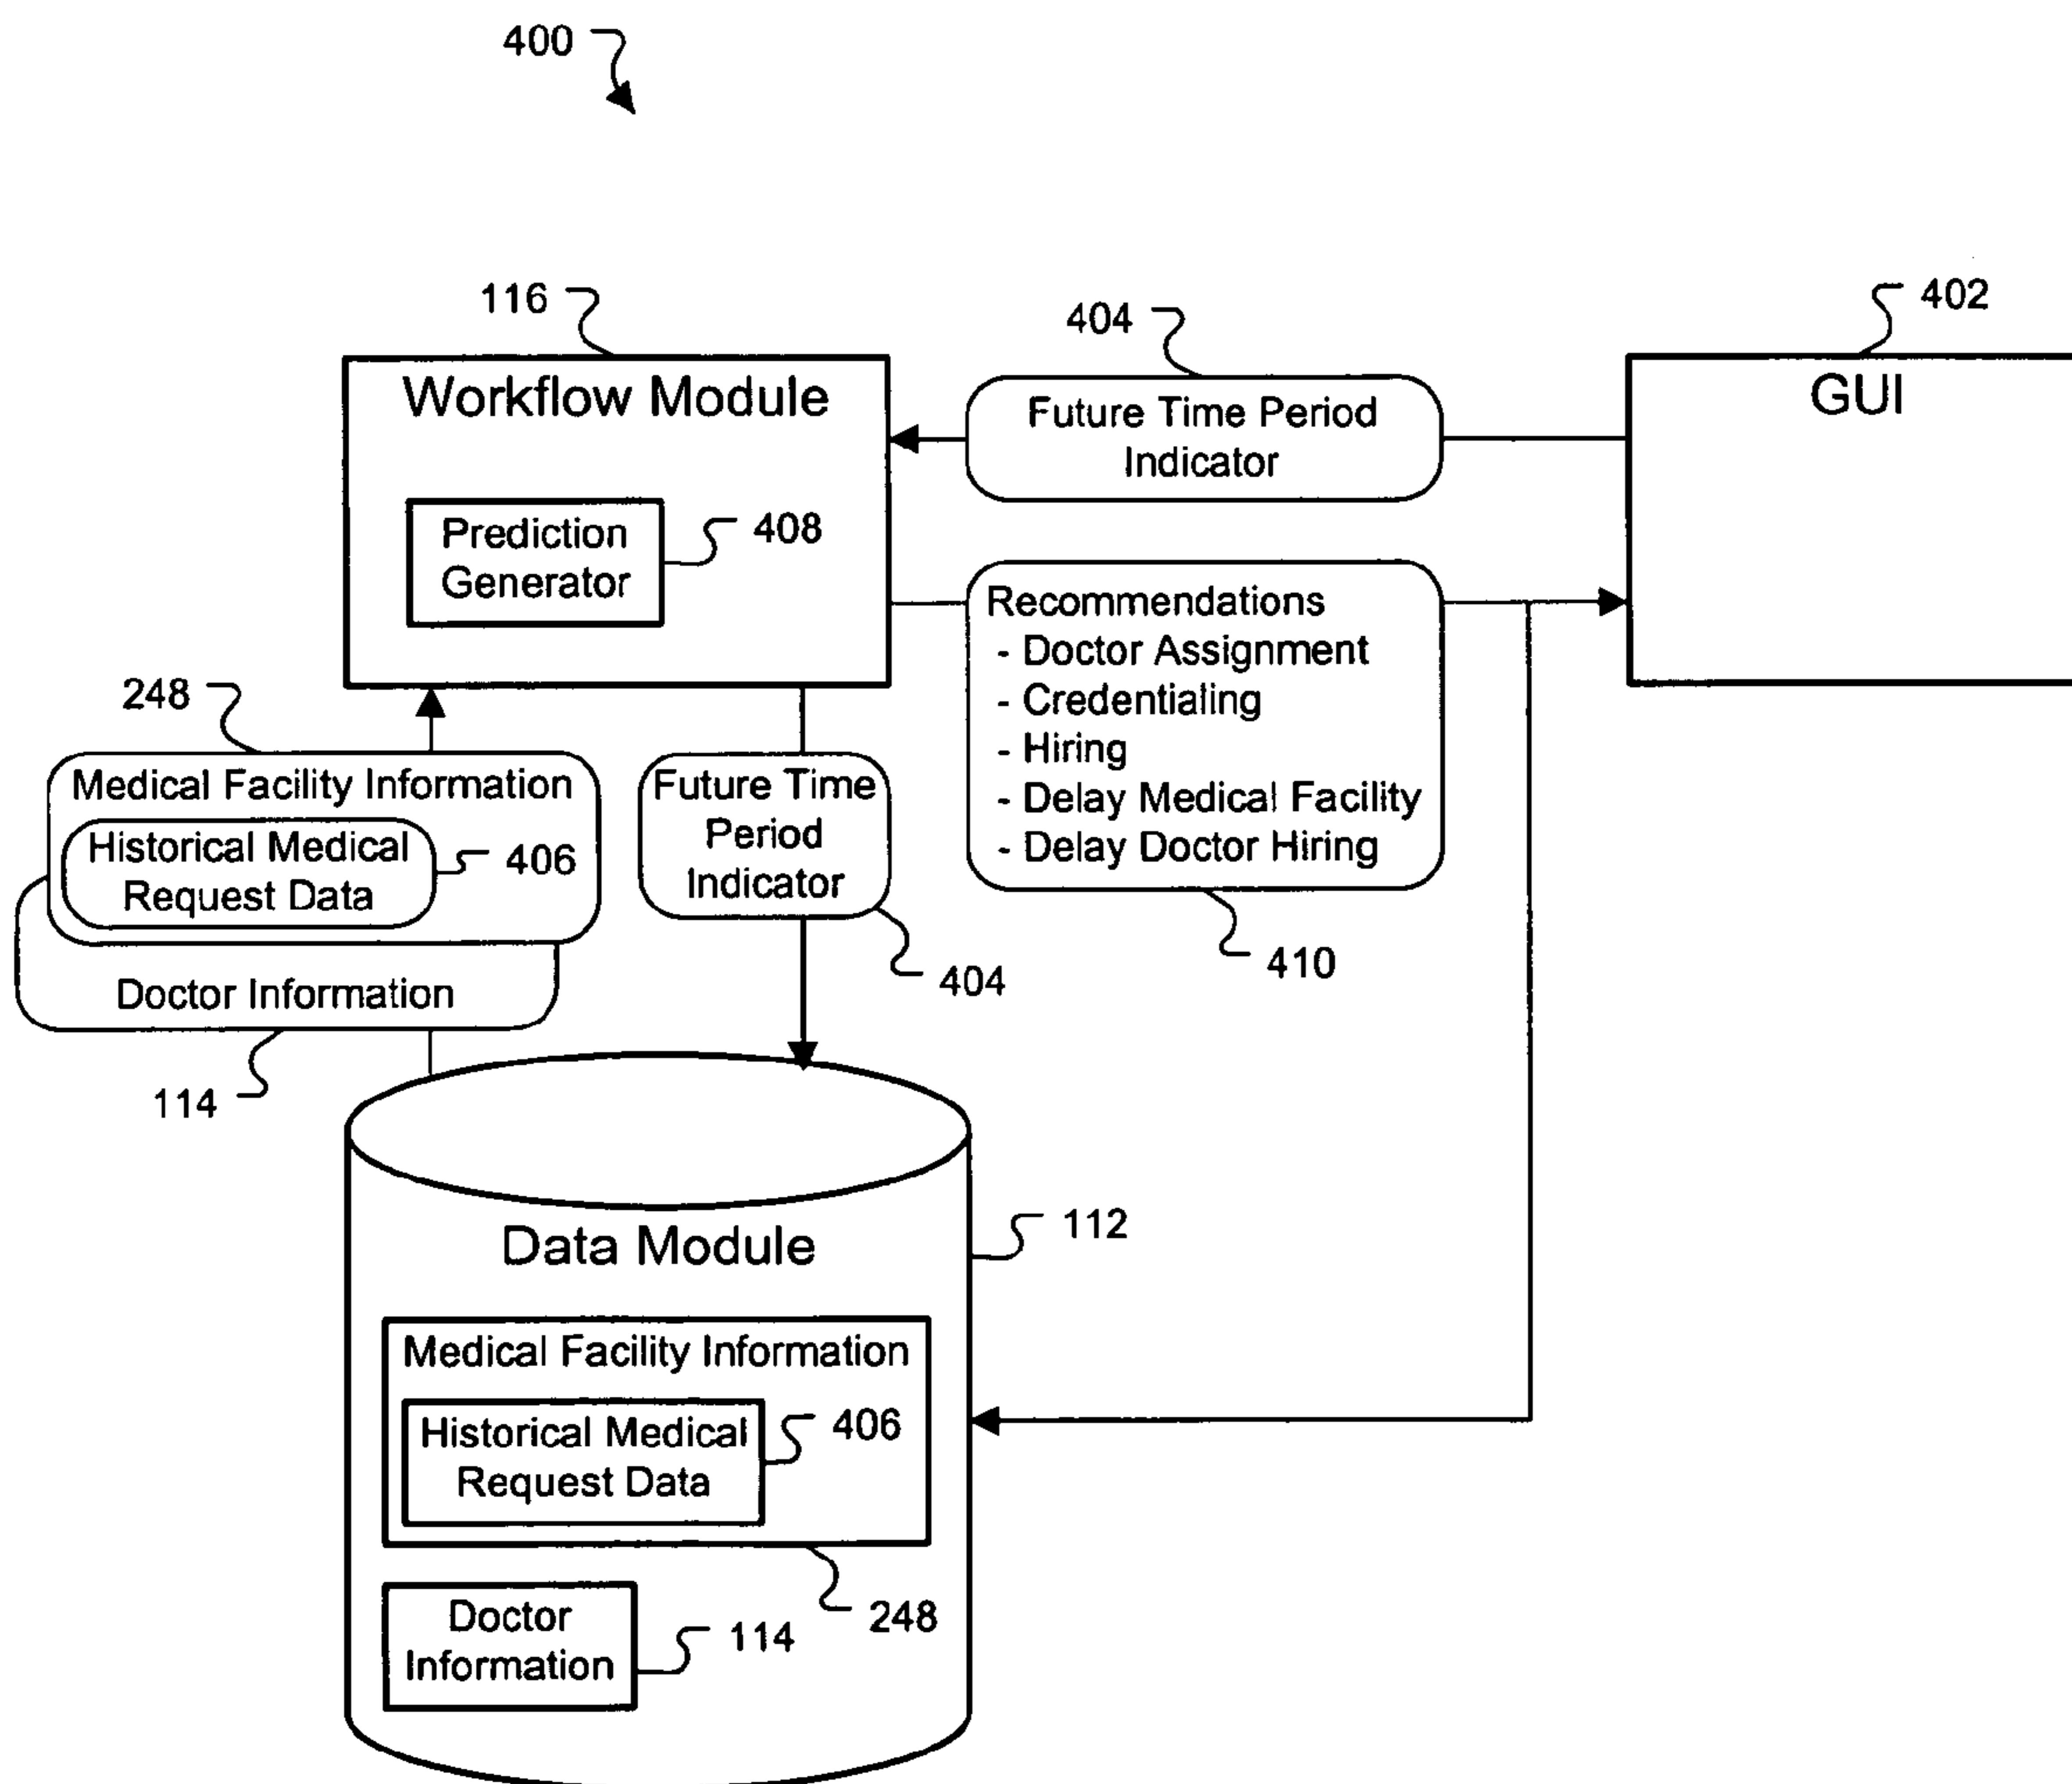 400
116
404
402
Workflow Module
Future Time Period
Indicator
GUI
Prediction
Generator
408
Recommendations
- Doctor Assignment
- Credentialing
- Hiring
- Delay Medical Facility
- Delay Doctor Hiring
410
248
Medical Facility Information
Historical Medical
Request Data
406
Doctor Information
114
Future Time
Period
Indicator
404
Data Module
112
Medical Facility Information
Historical Medical
Request Data
406
248
Doctor
Information
114